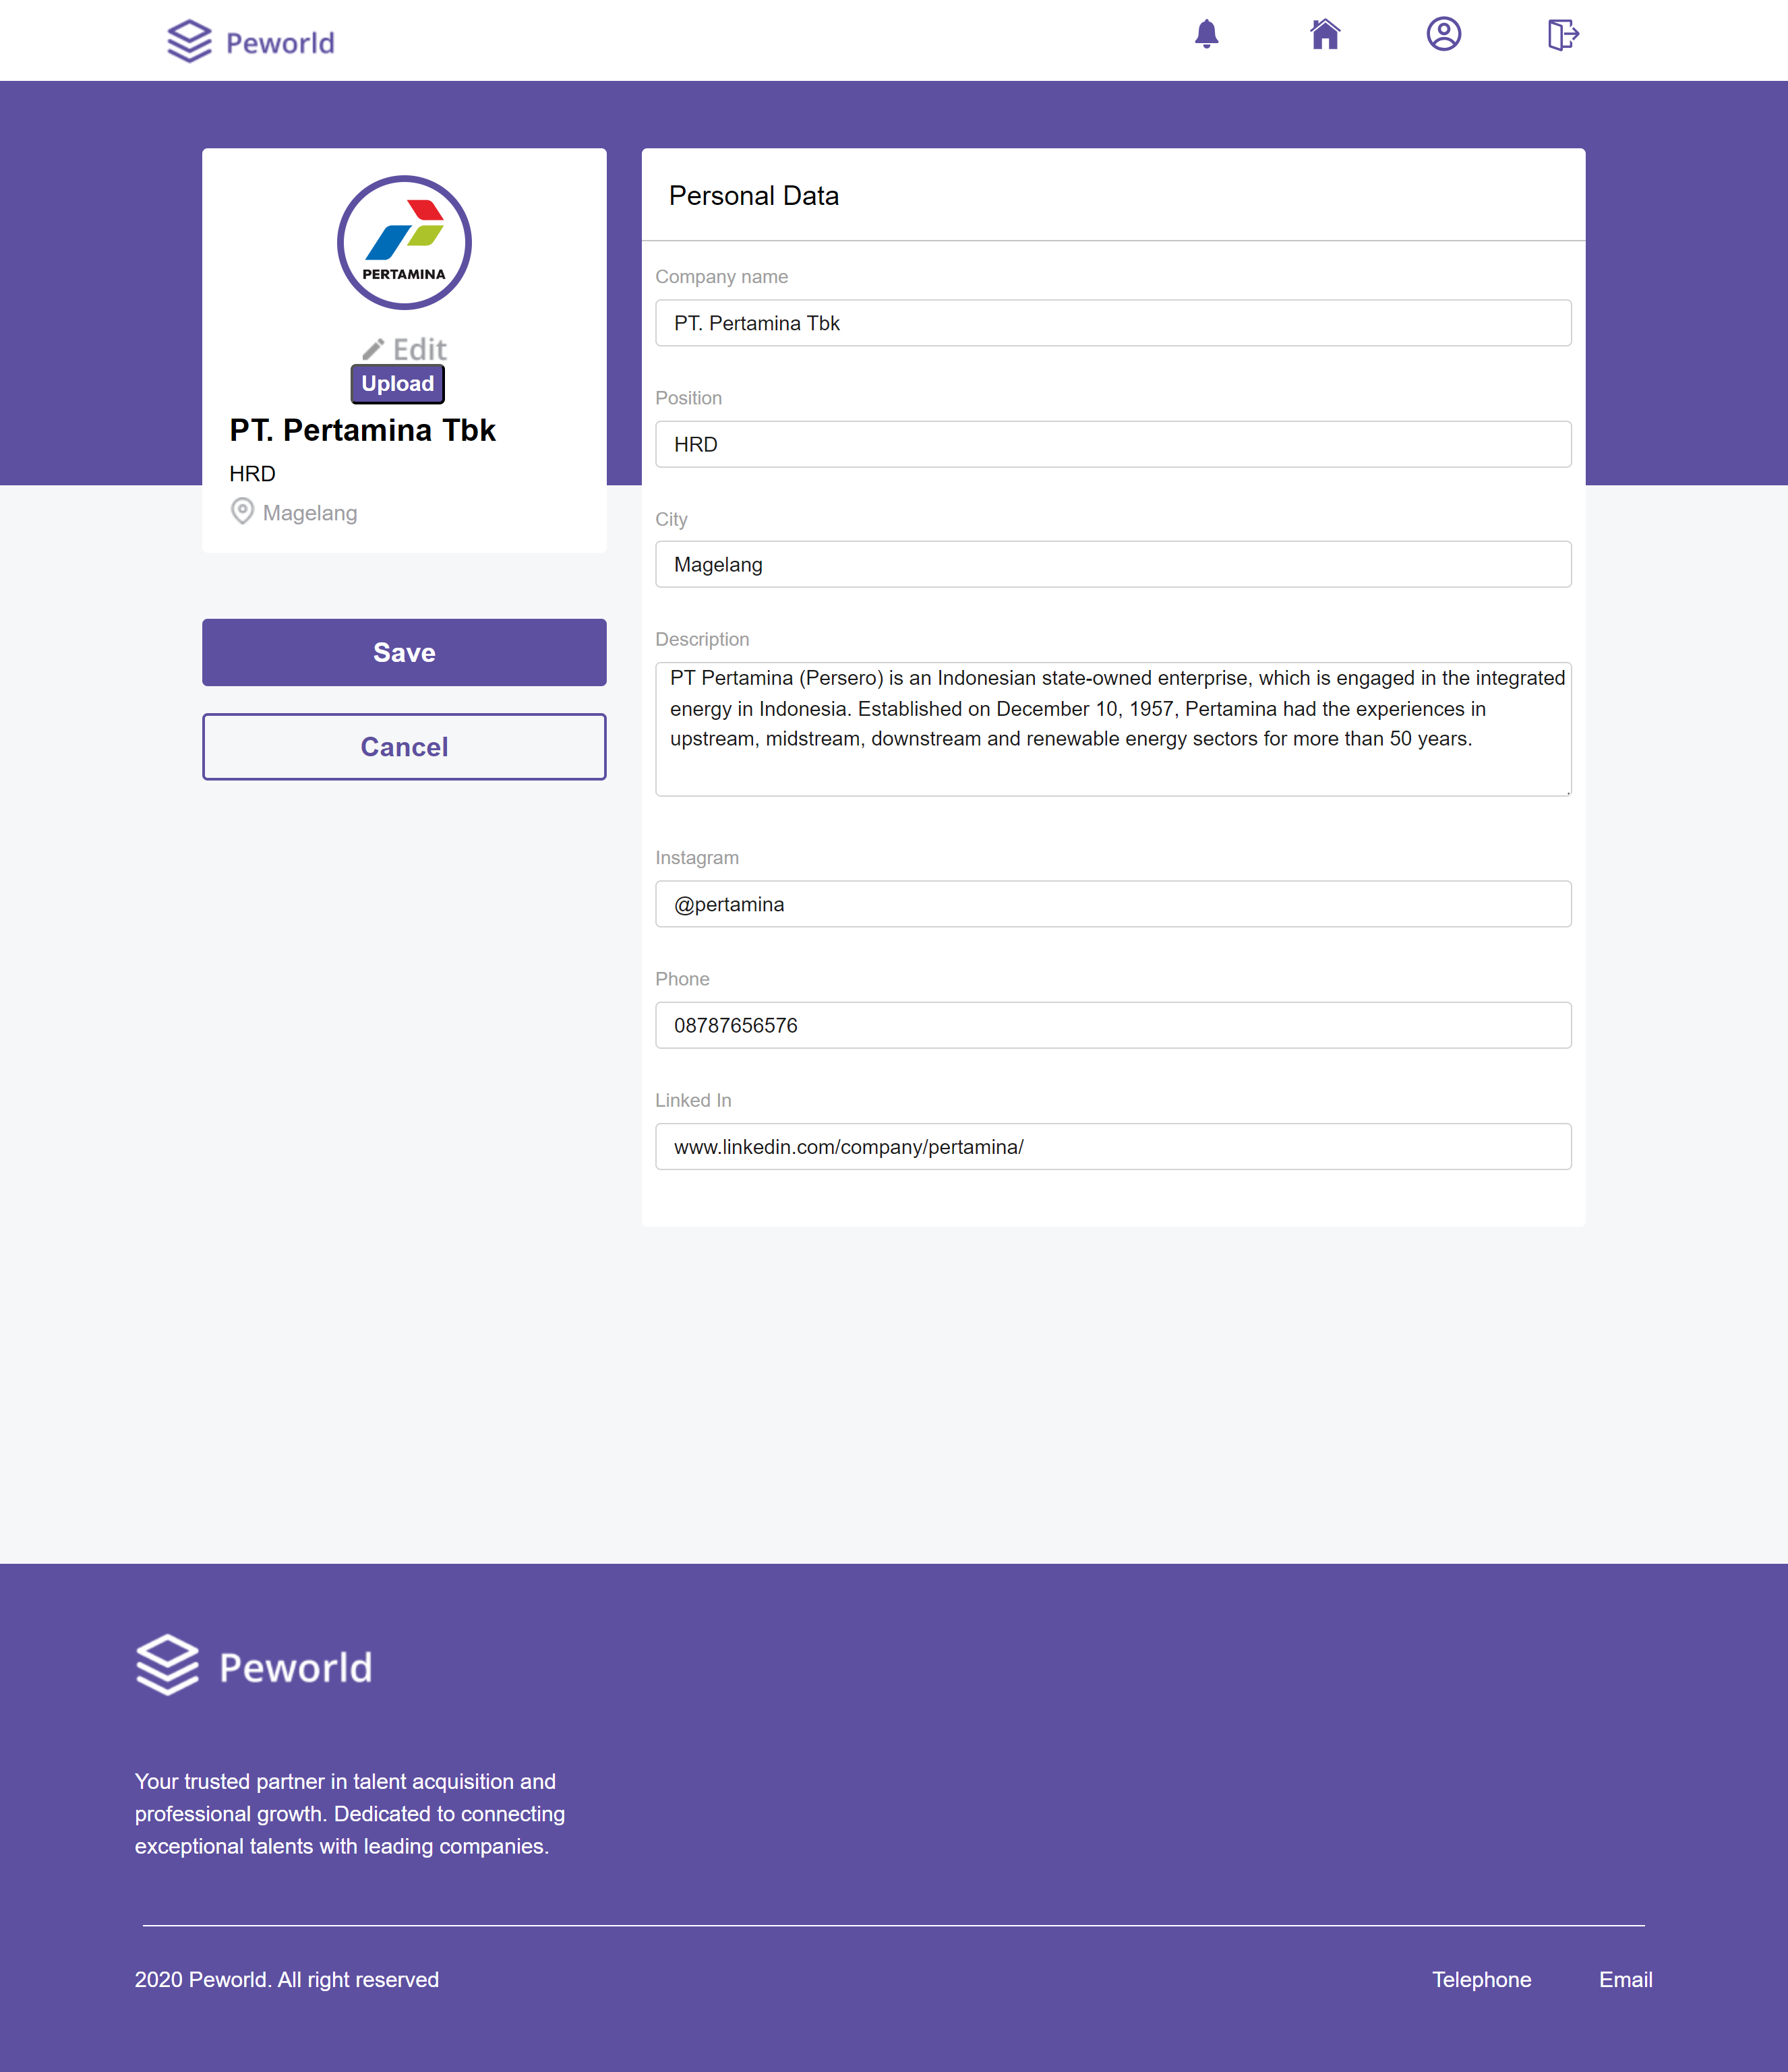 Peworld
PERTAMINA
Edit
Upload
PT. Pertamina Tbk
HRD
Magelang
Save
Cancel
Personal Data
Company name
PT. Pertamina Tbk
Position
HRD
City
Magelang
Description
PT Pertamina (Persero) is an Indonesian state-owned enterprise, which is engaged in the integrated
energy in Indonesia. Established on December 10, 1957, Pertamina had the experiences in
upstream, midstream, downstream and renewable energy sectors for more than 50 years.
Instagram
@pertamina
Phone
08787656576
Linked In
www.linkedin.com/company/pertamina/
Peworld
Your trusted partner in talent acquisition and
professional growth. Dedicated to connecting
exceptional talents with leading companies.
2020 Peworld. All right reserved
Telephone
Email